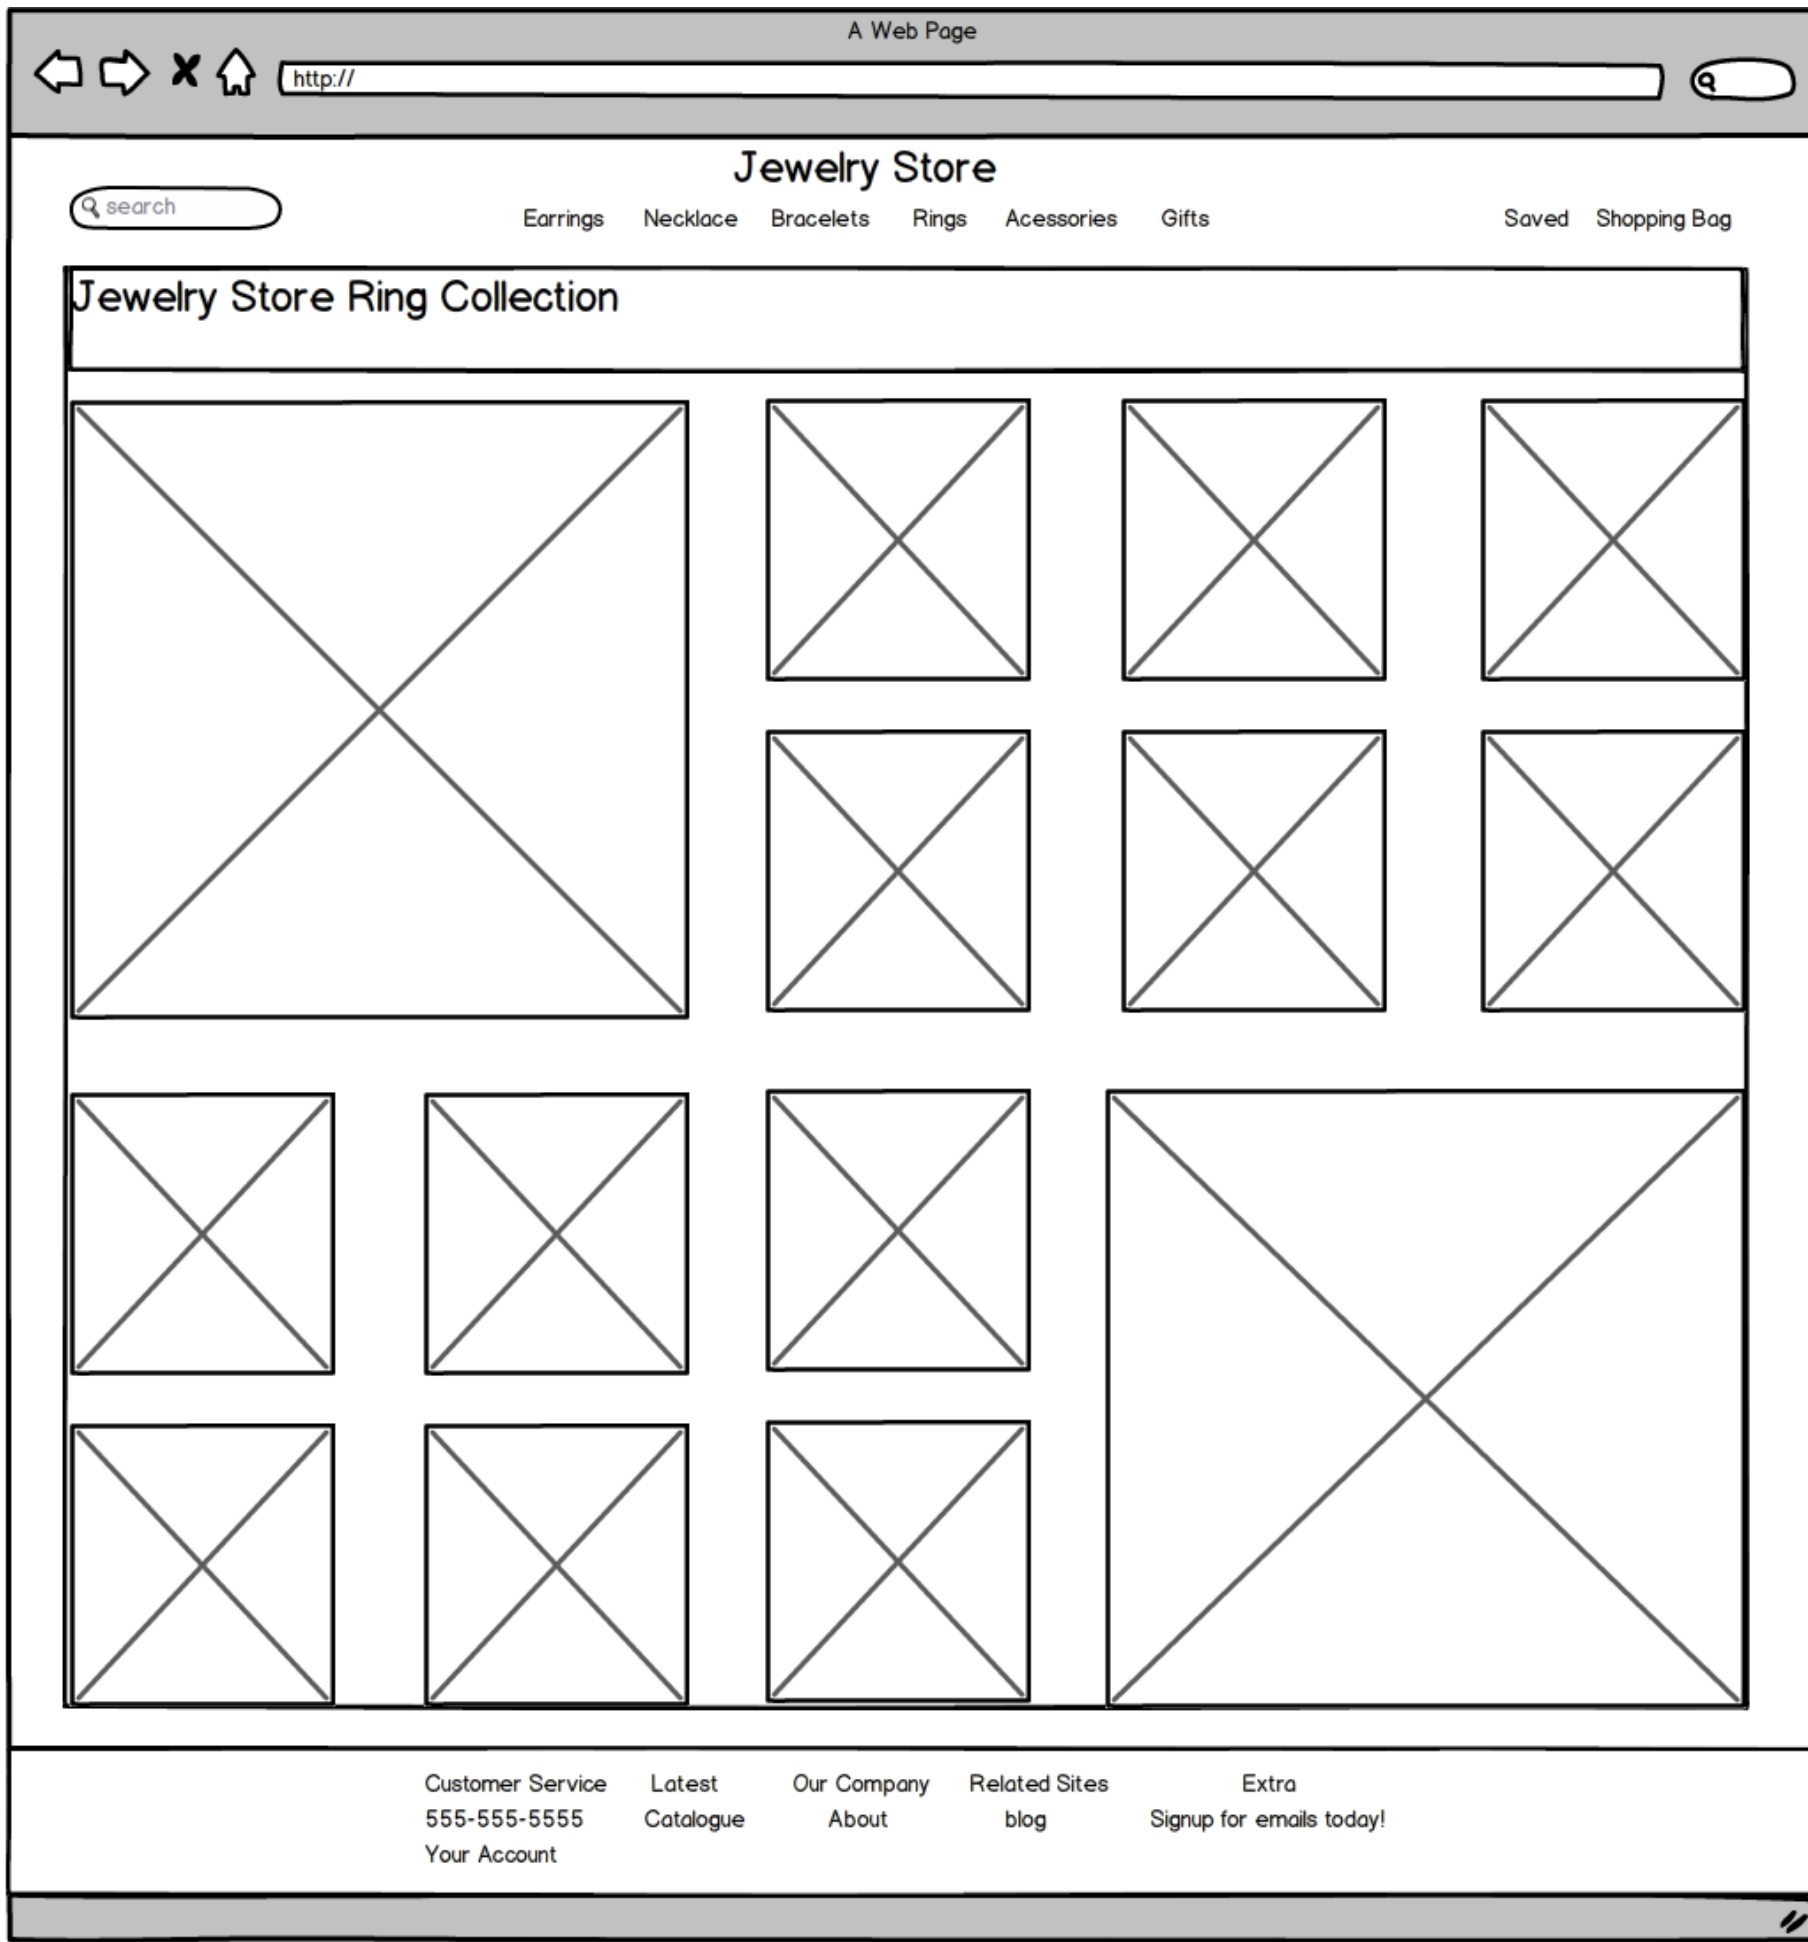 A Web Page
http://
Jewelry Store
search
Earrings Necklace Bracelets Rings Acessories Gifts Saved Shopping Bag
Jewelry Store Ring Collection
Customer Service Latest Our Company Related Sites Extra
555-555-5555 Catalogue About blog Signup for emails today!
Your Account